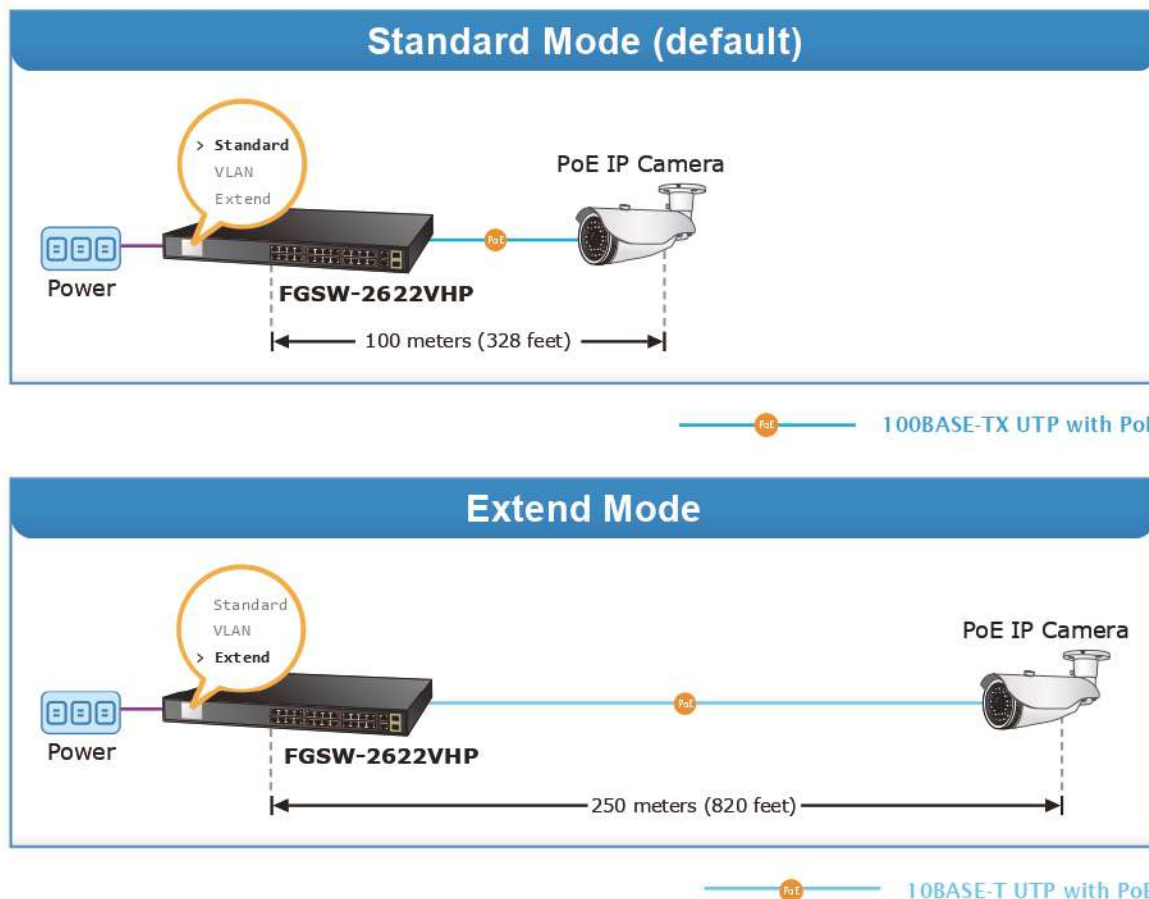 Standard Mode (default)
> Standard
VLAN
Extend
PoE IP Camera
PoE
Power
FGSW-2622VHP
100 meters (328 feet)
PoE
100BASE-TX UTP with PoE
Extend Mode
Standard
VLAN
> Extend
PoE IP Camera
PoE
Power
FGSW-2622VHP
250 meters (820 feet)
PoE
10BASE-T UTP with PoE